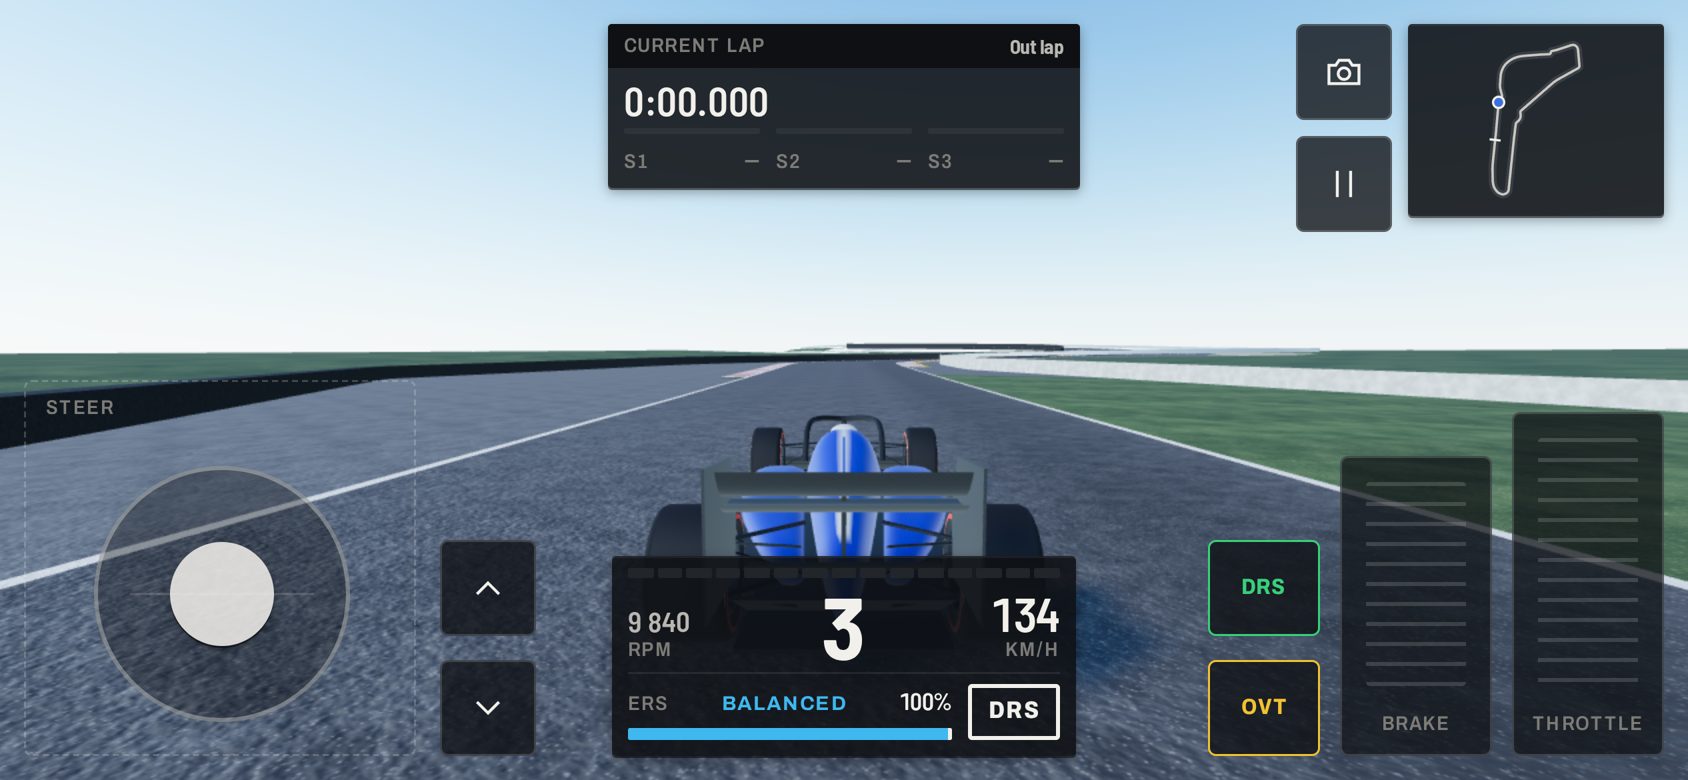 CURRENT LAP Out lap
0:00.000
S1 – S2 – S3 –
STEER
9 840 RPM
3
134 KM/H
ERS BALANCED 100% DRS
DRS
OVT
BRAKE
THROTTLE